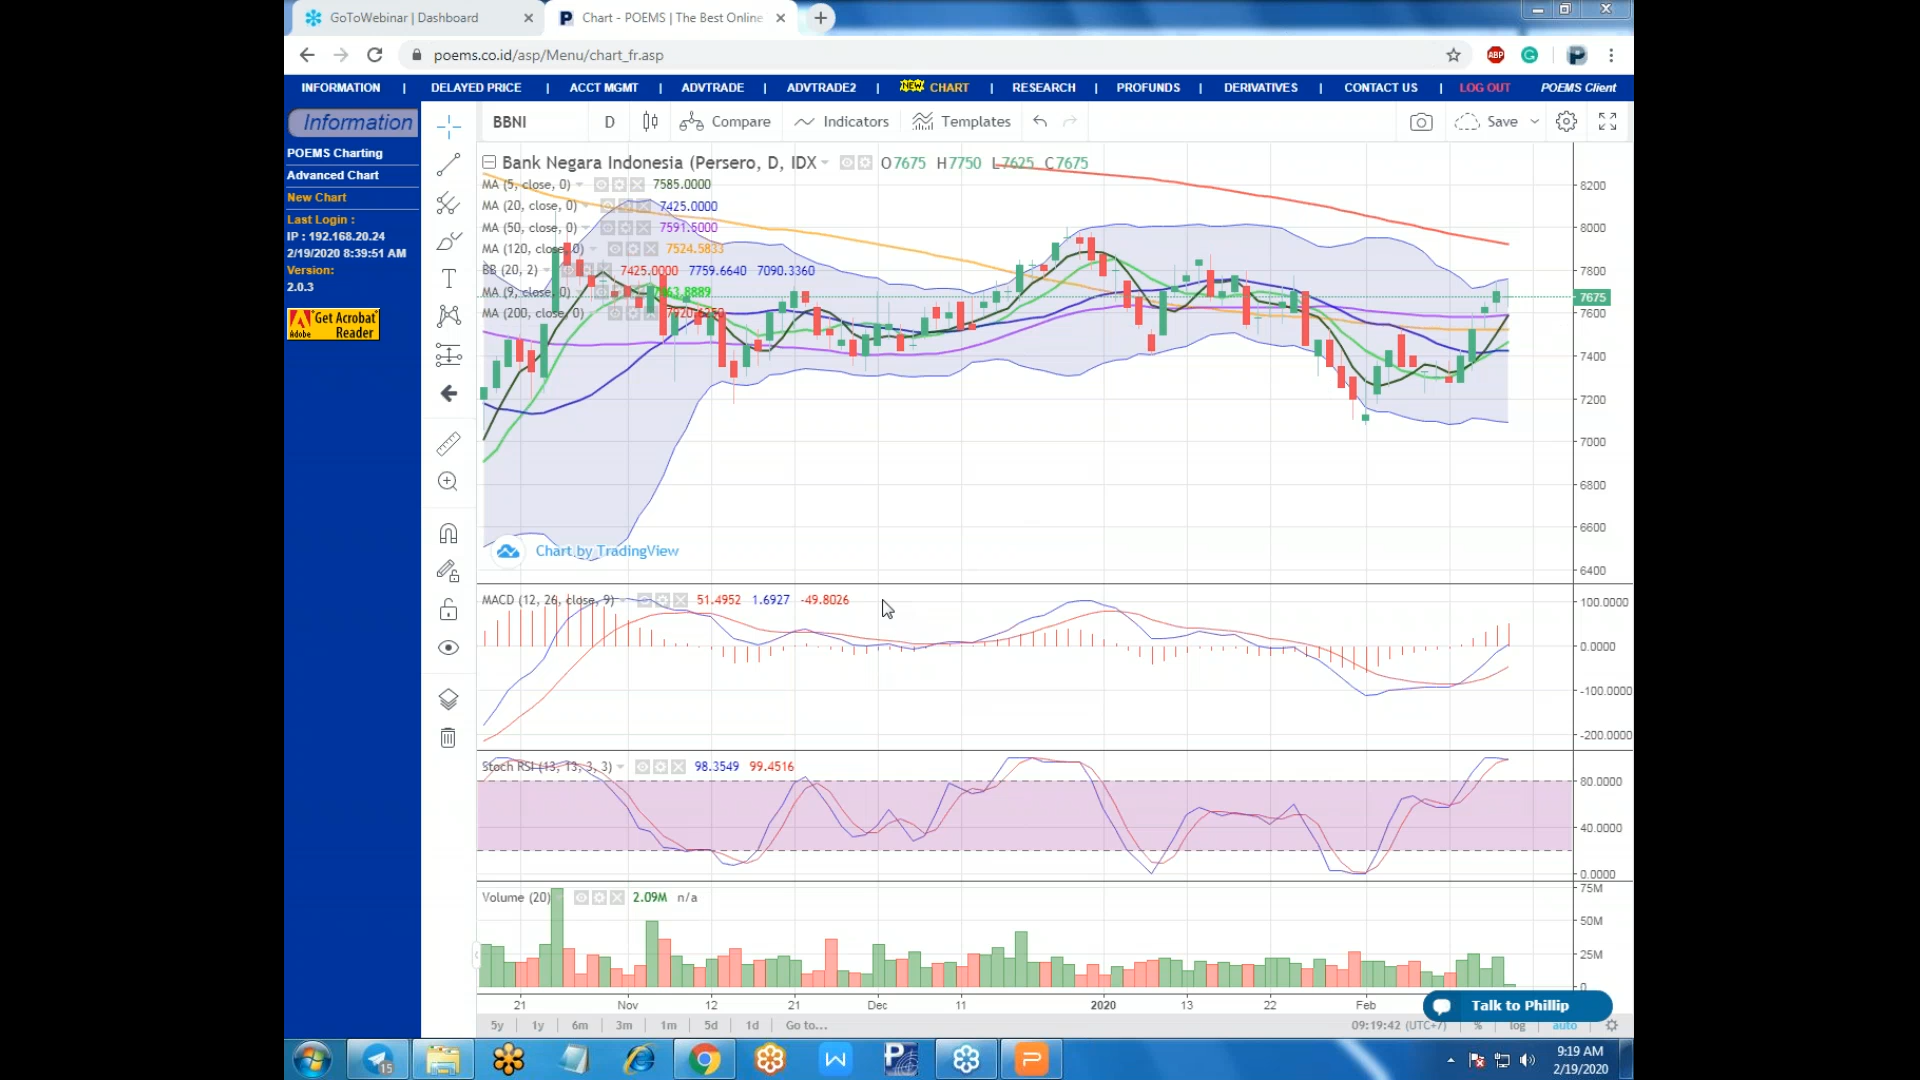 GoToWebinar | Dashboard
Chart - POEMS | The Best Online
poems.co.id/asp/Menu/chart_fr.asp
ABP
INFORMATION | DELAYED PRICE | ACCT MGMT | ADVTRADE | ADVTRADE2 | NEW CHART | RESEARCH | PROFUNDS | DERIVATIVES | CONTACT US | LOG OUT POEMS Client
Information
POEMS Charting
Advanced Chart
New Chart
Last Login :
IP : 192.168.20.24
2/19/2020 8:39:51 AM
Version:
2.0.3
Get Acrobat
Reader
Adobe
BBNI D Compare Indicators Templates Save
Bank Negara Indonesia (Persero, D, IDX O7675 H7750 L7625 C7675
MA (5, close, 0) 7585.0000
MA (20, close, 0) 7425.0000
MA (50, close, 0) 7591.5000
MA (120, close, 0) 7524.5833
BB (20, 2) 7425.0000 7759.6640 7090.3360
MA (9, close, 0)
MA (200, close, 0) 7920.6250
8200
8000
7800
7675
7600
7400
7200
7000
6800
6600
6400
Chart by TradingView
MACD (12, 26, close, 9) 51.4952 1.6927 -49.8026
100.0000
0.0000
-100.0000
-200.0000
Stoch RSI (13, 13, 3, 3) 98.3549 99.4516
80.0000
40.0000
0.0000
Volume (20) 2.09M n/a
75M
50M
25M
0
21 Nov 12 21 Dec 11 2020 13 22 Feb
Talk to Phillip
5y 1y 6m 3m 1m 5d 1d Go to...
09:19:42 (UTC+7) % log auto
15
9:19 AM
2/19/2020